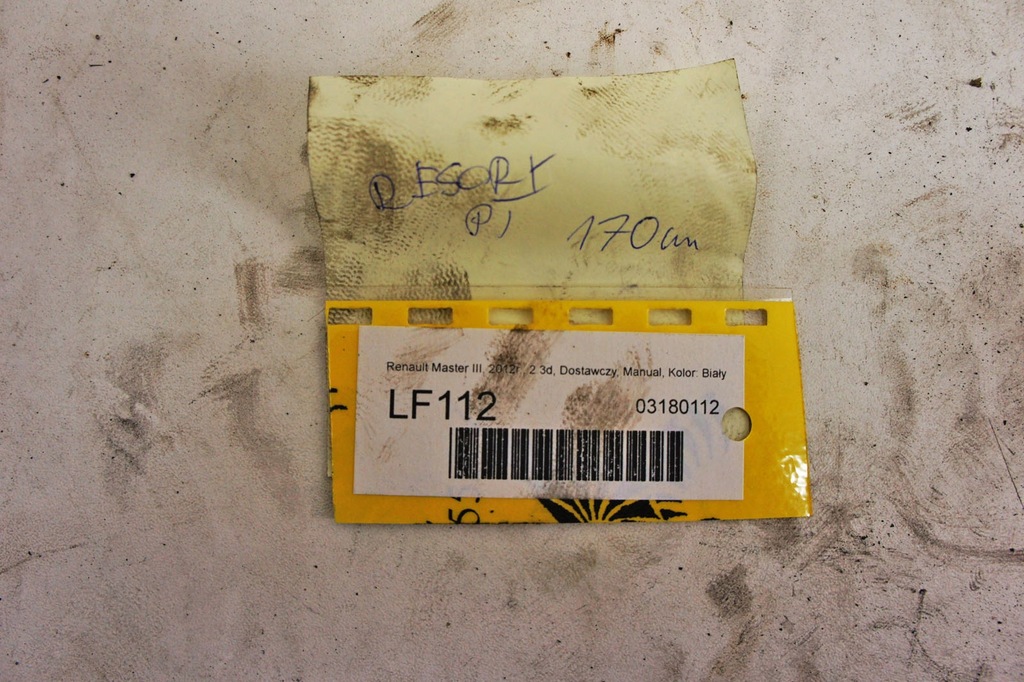 RESORY
P)
170cm
Renault Master III, 2012r., 2.3d, Dostawczy, Manual, Kolor: Biały
LF112
03180112